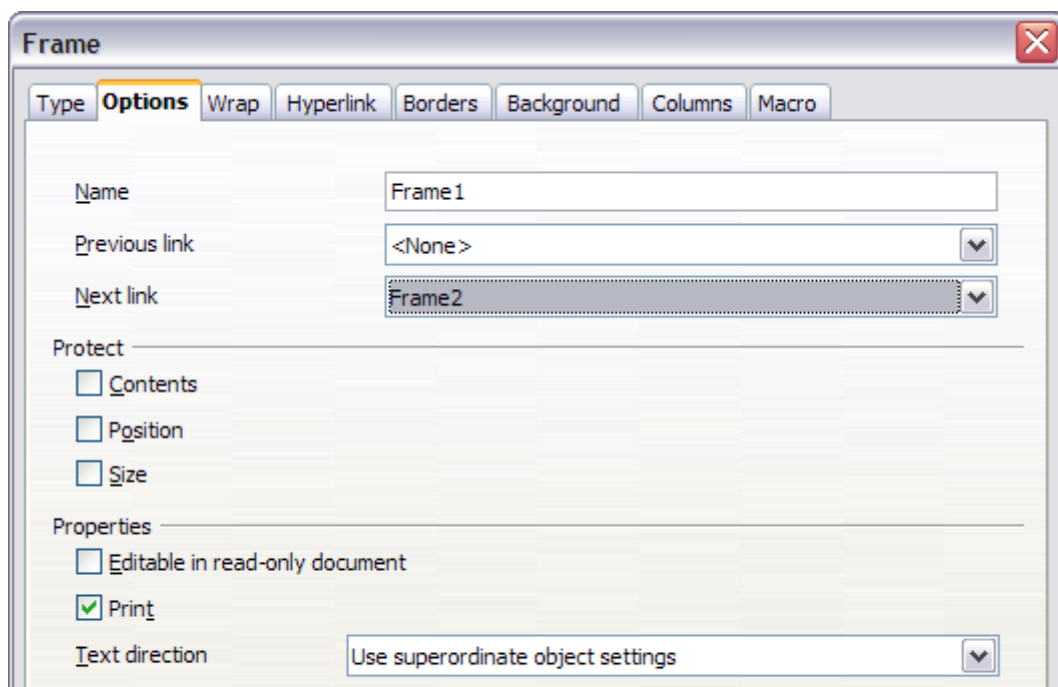 Frame
Type Options Wrap Hyperlink Borders Background Columns Macro
Name Frame1
Previous link <None>
Next link Frame2
Protect
Contents
Position
Size
Properties
Editable in read-only document
Print
Text direction Use superordinate object settings